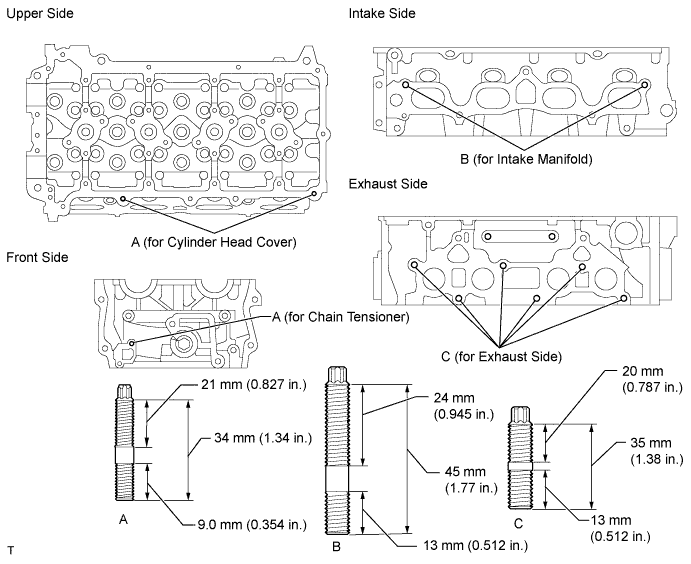 Upper Side
Intake Side
A (for Cylinder Head Cover)
B (for Intake Manifold)
Exhaust Side
Front Side
A (for Chain Tensioner)
C (for Exhaust Side)
21 mm (0.827 in.)
34 mm (1.34 in.)
9.0 mm (0.354 in.)
A
24 mm
(0.945 in.)
45 mm
(1.77 in.)
13 mm (0.512 in.)
B
20 mm
(0.787 in.)
35 mm
(1.38 in.)
13 mm
(0.512 in.)
C
T